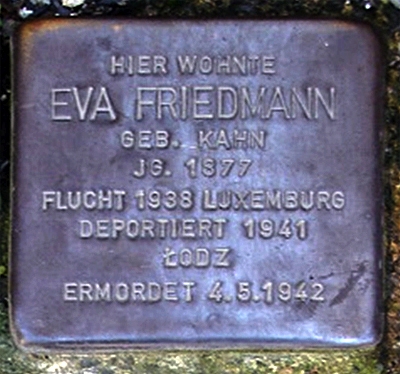 HIER WOHNTE
EVA FRIEDMANN
GEB. KAHN
JG. 1877
FLUCHT 1938 LUXEMBURG
DEPORTIERT 1941
ŁODZ
ERMORDET 4.5.1942